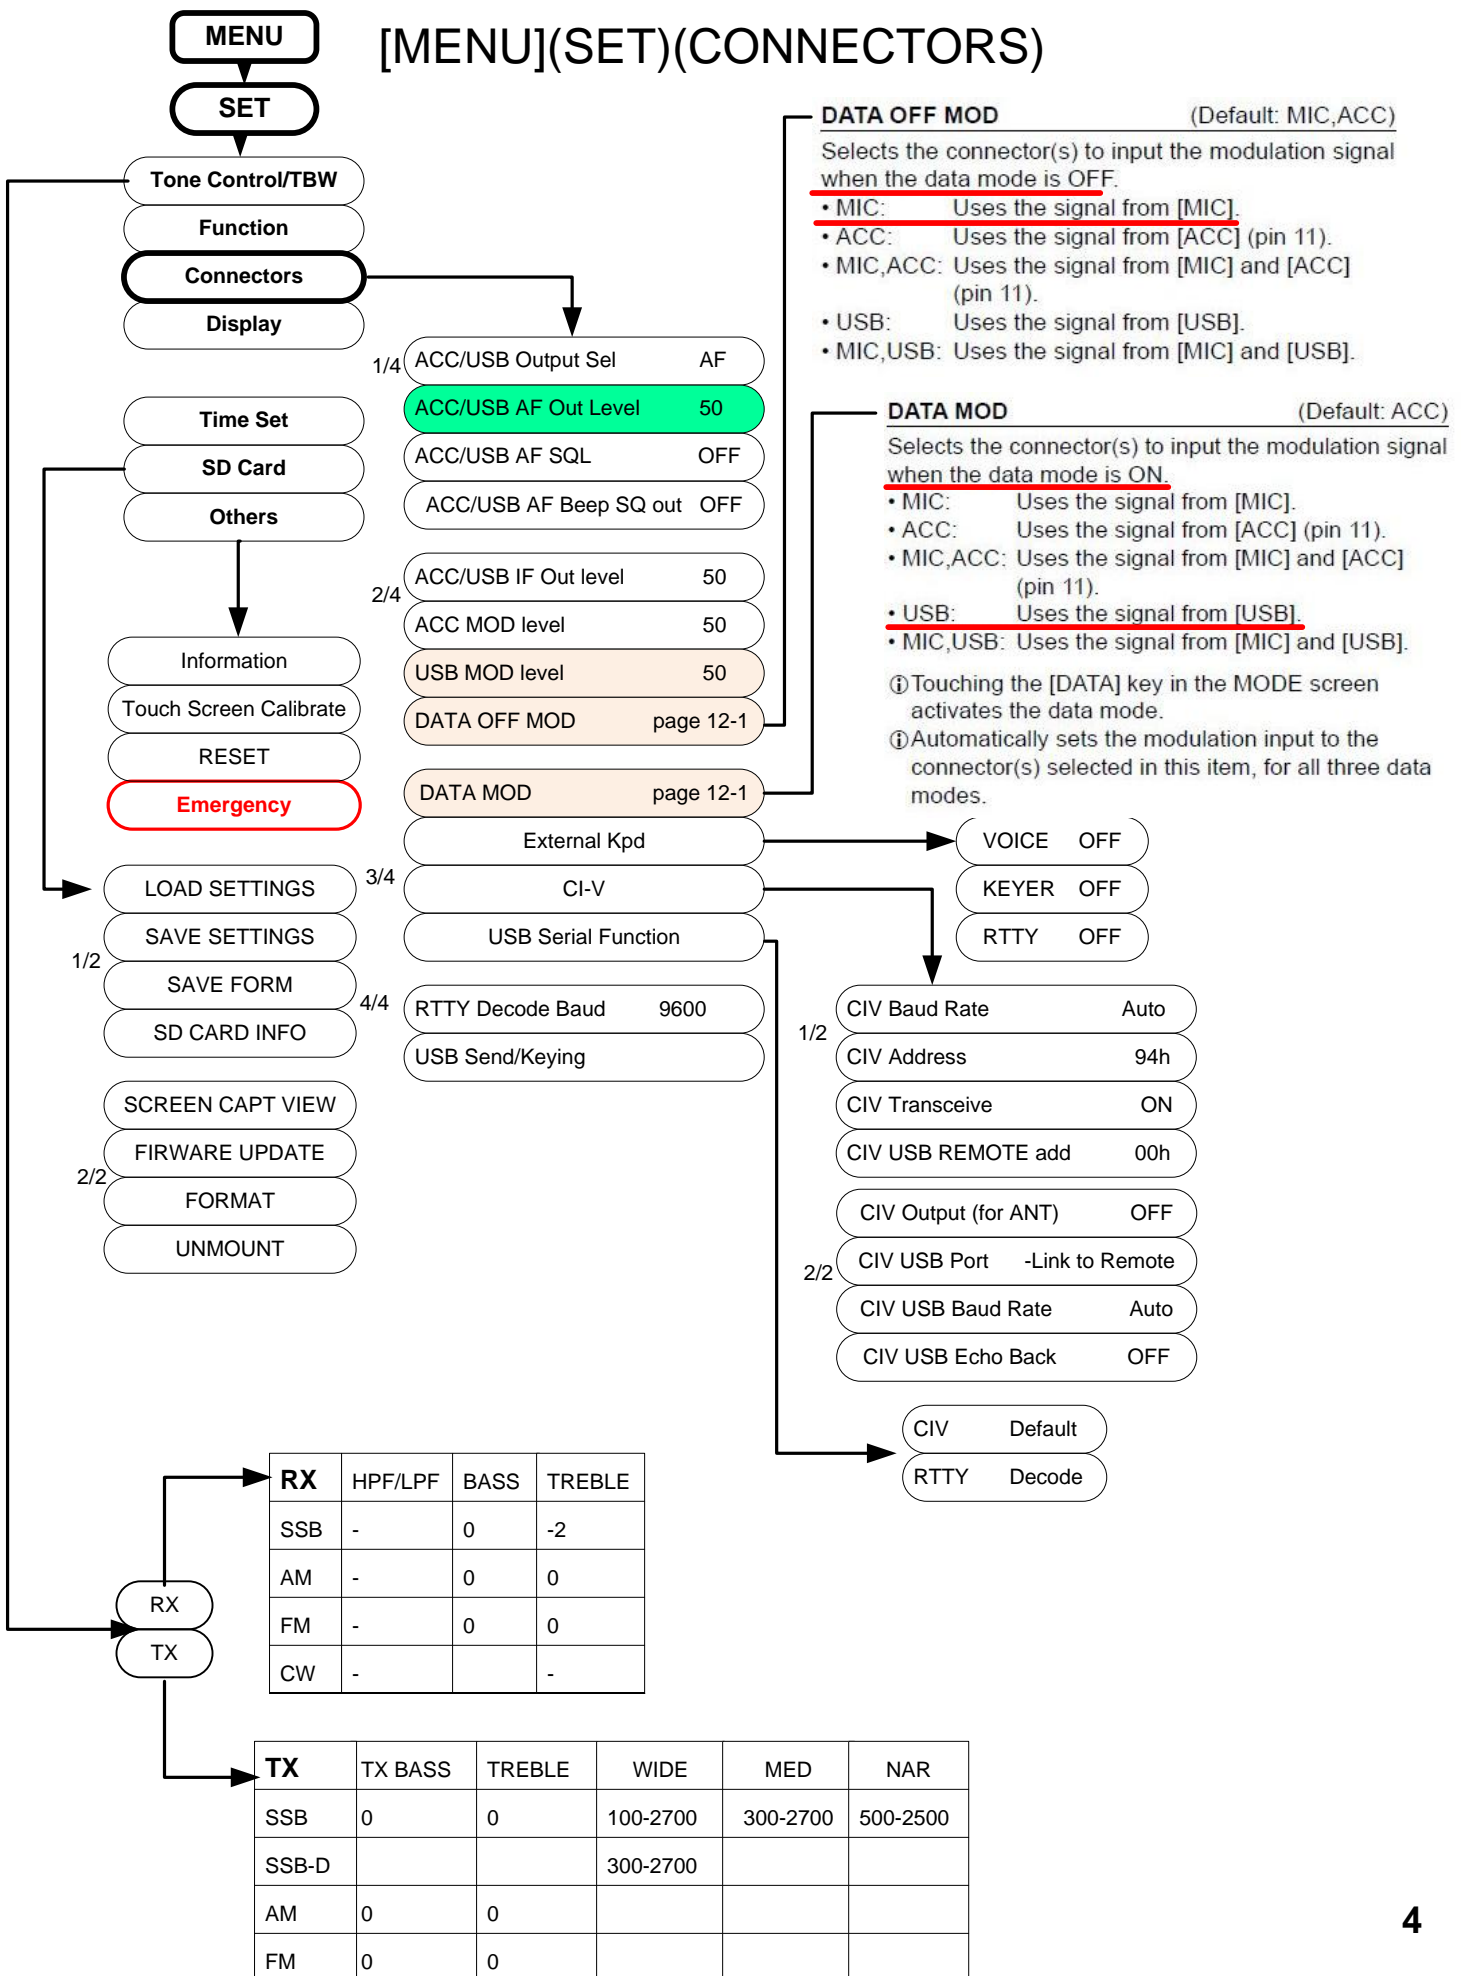 MENU
[MENU](SET)(CONNECTORS)
SET
Tone Control/TBW
Function
Connectors
Display
Time Set
SD Card
Others
Information
Touch Screen Calibrate
RESET
Emergency
LOAD SETTINGS
SAVE SETTINGS
1/2
SAVE FORM
SD CARD INFO
SCREEN CAPT VIEW
FIRWARE UPDATE
2/2
FORMAT
UNMOUNT
1/4
ACC/USB Output Sel AF
ACC/USB AF Out Level 50
ACC/USB AF SQL OFF
ACC/USB AF Beep SQ out OFF
2/4
ACC/USB IF Out level 50
ACC MOD level 50
USB MOD level 50
DATA OFF MOD page 12-1
DATA MOD page 12-1
External Kpd
3/4
CI-V
USB Serial Function
4/4
RTTY Decode Baud 9600
USB Send/Keying
DATA OFF MOD (Default: MIC,ACC)
Selects the connector(s) to input the modulation signal
when the data mode is OFF.
• MIC: Uses the signal from [MIC].
• ACC: Uses the signal from [ACC] (pin 11).
• MIC,ACC: Uses the signal from [MIC] and [ACC]
(pin 11).
• USB: Uses the signal from [USB].
• MIC,USB: Uses the signal from [MIC] and [USB].
DATA MOD (Default: ACC)
Selects the connector(s) to input the modulation signal
when the data mode is ON.
• MIC: Uses the signal from [MIC].
• ACC: Uses the signal from [ACC] (pin 11).
• MIC,ACC: Uses the signal from [MIC] and [ACC]
(pin 11).
• USB: Uses the signal from [USB].
• MIC,USB: Uses the signal from [MIC] and [USB].
ⓘTouching the [DATA] key in the MODE screen
activates the data mode.
ⓘAutomatically sets the modulation input to the
connector(s) selected in this item, for all three data
modes.
VOICE OFF
KEYER OFF
RTTY OFF
CIV Baud Rate Auto
1/2
CIV Address 94h
CIV Transceive ON
CIV USB REMOTE add 00h
CIV Output (for ANT) OFF
2/2
CIV USB Port -Link to Remote
CIV USB Baud Rate Auto
CIV USB Echo Back OFF
CIV Default
RTTY Decode
RX
TX
RX HPF/LPF BASS TREBLE
SSB - 0 -2
AM - 0 0
FM - 0 0
CW - -
TX TX BASS TREBLE WIDE MED NAR
SSB 0 0 100-2700 300-2700 500-2500
SSB-D 300-2700
AM 0 0
FM 0 0
4